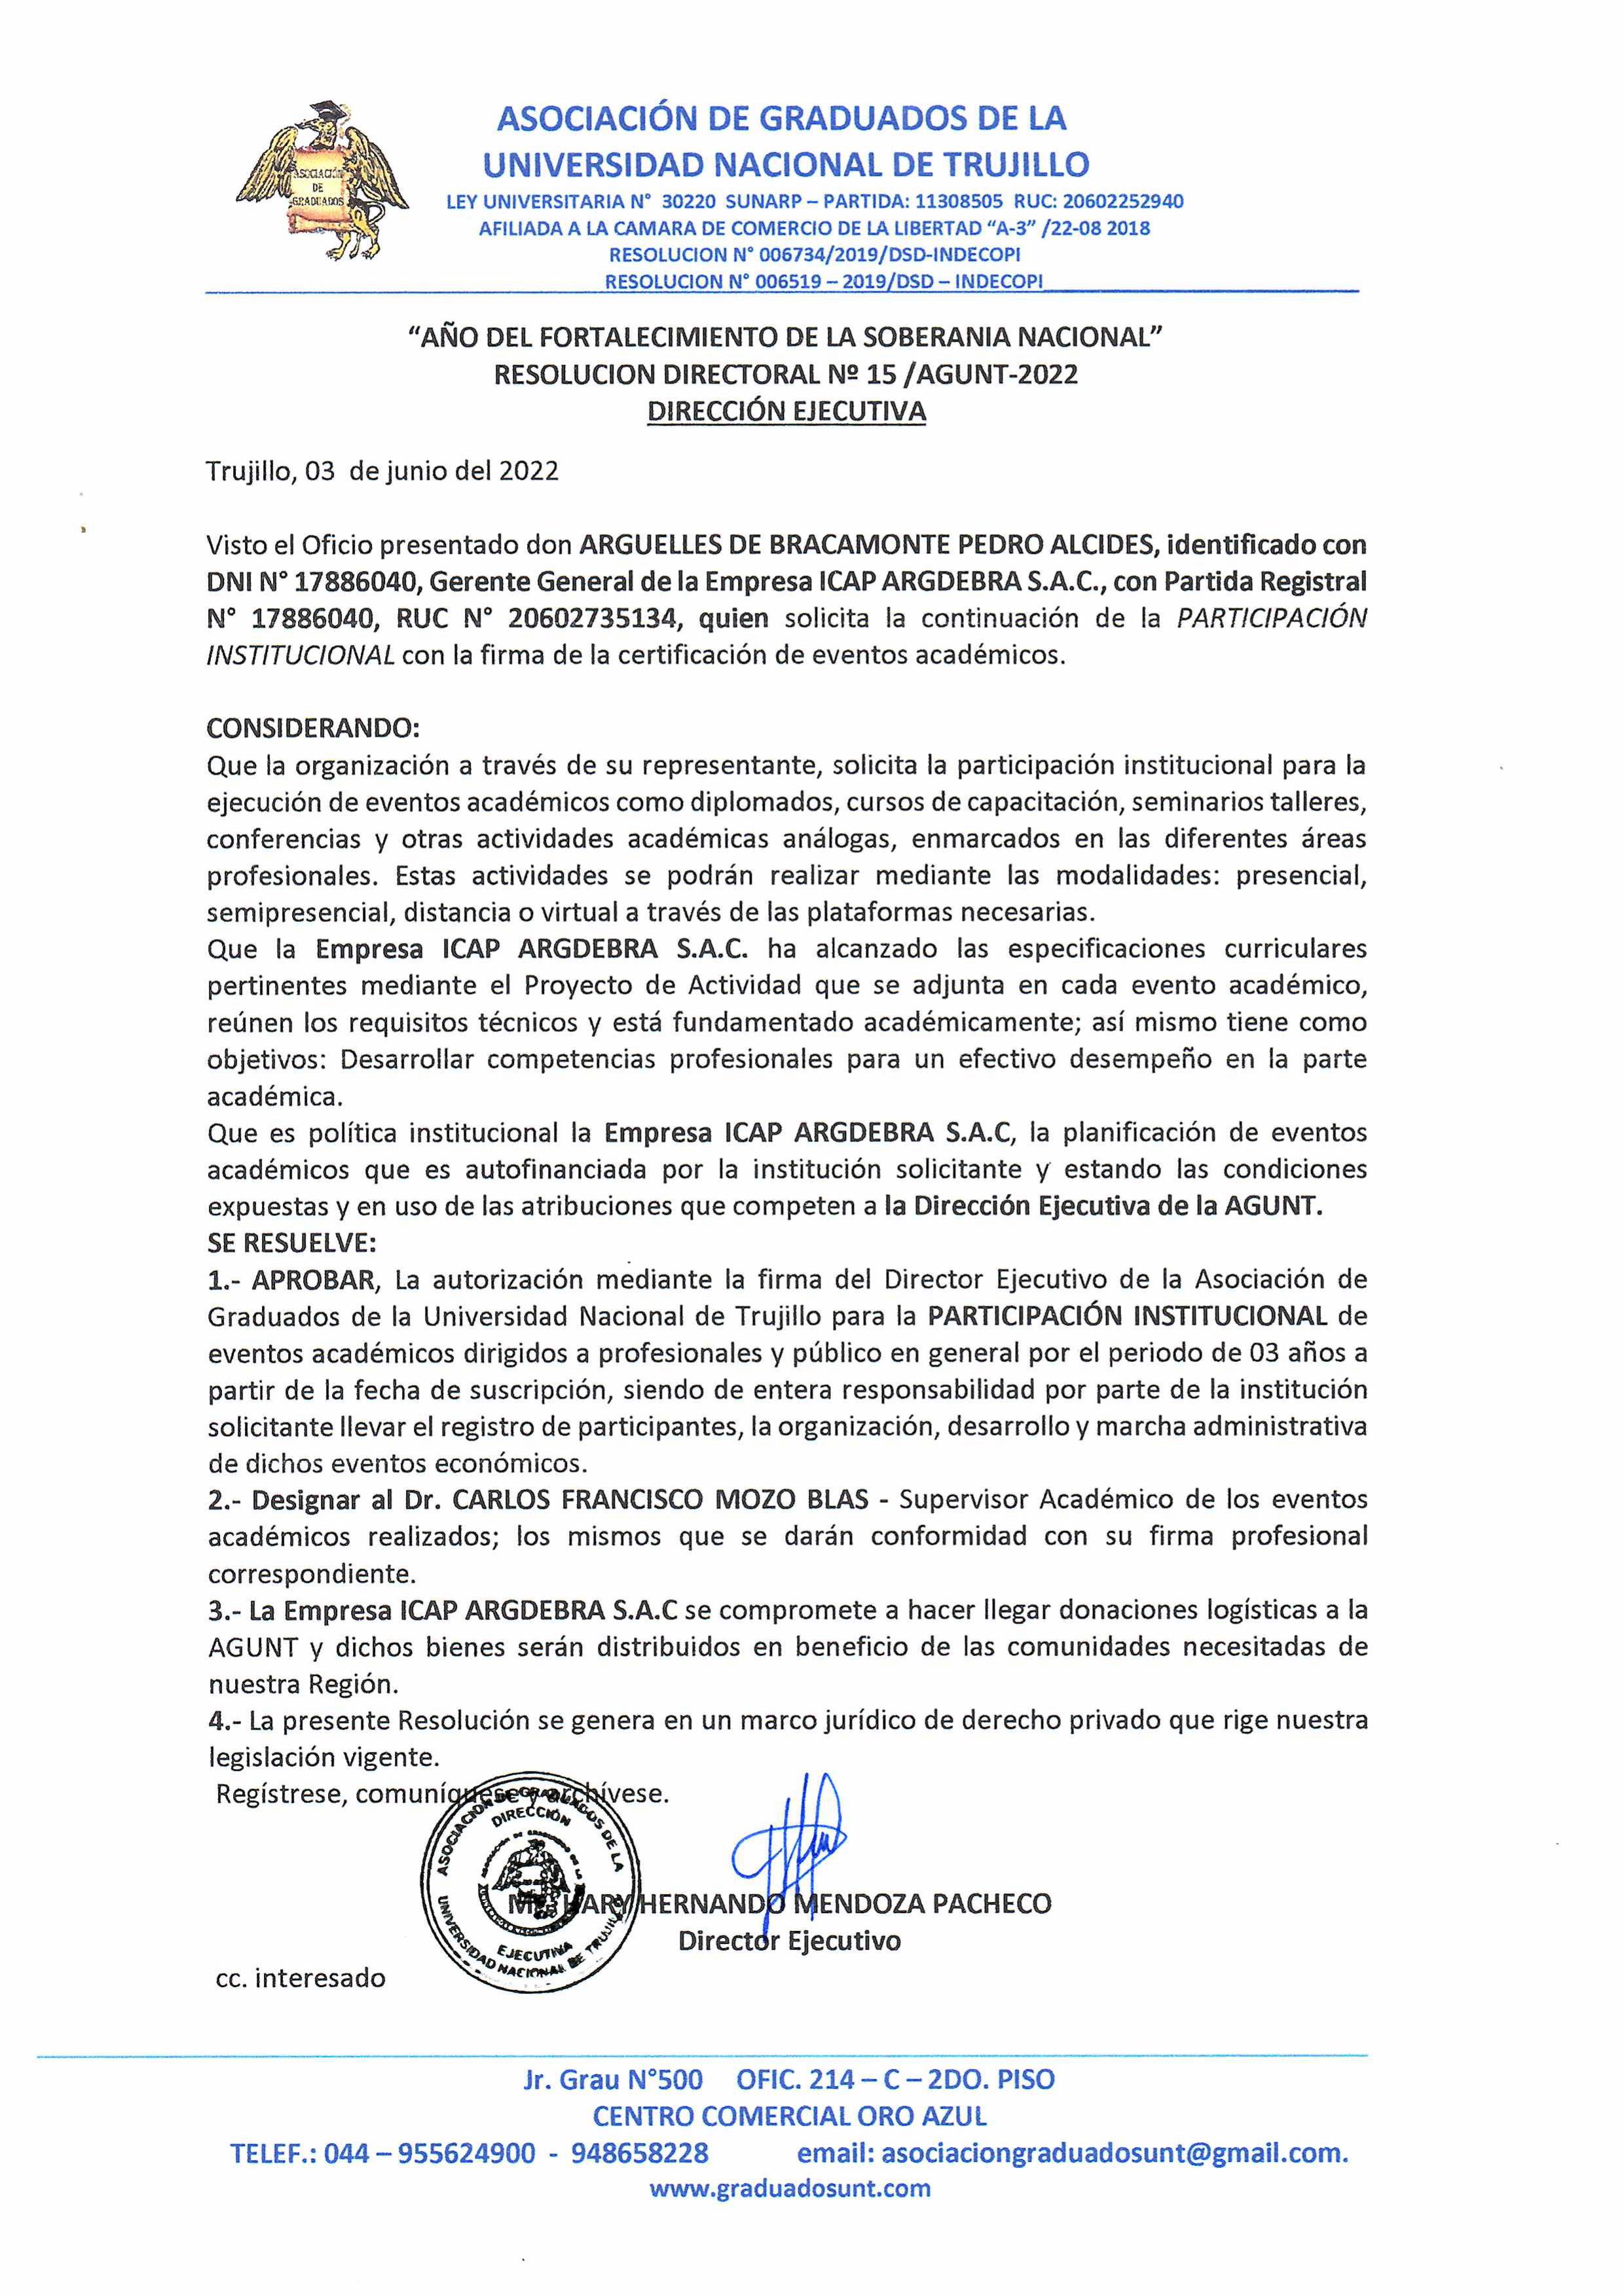 ASOCIACIÓN DE GRADUADOS DE LA
UNIVERSIDAD NACIONAL DE TRUJILLO
LEY UNIVERSITARIA N° 30220 SUNARP – PARTIDA: 11308505 RUC: 20602252940
AFILIADA A LA CAMARA DE COMERCIO DE LA LIBERTAD “A-3” /22-08 2018
RESOLUCION N° 006734/2019/DSD-INDECOPI
RESOLUCION N° 006519 – 2019/DSD – INDECOPI
ASOCIACIÓN
DE
GRADUADOS
“AÑO DEL FORTALECIMIENTO DE LA SOBERANIA NACIONAL”
RESOLUCION DIRECTORAL Nº 15 /AGUNT-2022
DIRECCIÓN EJECUTIVA
Trujillo, 03 de junio del 2022
Visto el Oficio presentado don ARGUELLES DE BRACAMONTE PEDRO ALCIDES, identificado con
DNI N° 17886040, Gerente General de la Empresa ICAP ARGDEBRA S.A.C., con Partida Registral
N° 17886040, RUC N° 20602735134, quien solicita la continuación de la PARTICIPACIÓN
INSTITUCIONAL con la firma de la certificación de eventos académicos.
CONSIDERANDO:
Que la organización a través de su representante, solicita la participación institucional para la
ejecución de eventos académicos como diplomados, cursos de capacitación, seminarios talleres,
conferencias y otras actividades académicas análogas, enmarcados en las diferentes áreas
profesionales. Estas actividades se podrán realizar mediante las modalidades: presencial,
semipresencial, distancia o virtual a través de las plataformas necesarias.
Que la Empresa ICAP ARGDEBRA S.A.C. ha alcanzado las especificaciones curriculares
pertinentes mediante el Proyecto de Actividad que se adjunta en cada evento académico,
reúnen los requisitos técnicos y está fundamentado académicamente; así mismo tiene como
objetivos: Desarrollar competencias profesionales para un efectivo desempeño en la parte
académica.
Que es política institucional la Empresa ICAP ARGDEBRA S.A.C, la planificación de eventos
académicos que es autofinanciada por la institución solicitante y estando las condiciones
expuestas y en uso de las atribuciones que competen a la Dirección Ejecutiva de la AGUNT.
SE RESUELVE:
1.- APROBAR, La autorización mediante la firma del Director Ejecutivo de la Asociación de
Graduados de la Universidad Nacional de Trujillo para la PARTICIPACIÓN INSTITUCIONAL de
eventos académicos dirigidos a profesionales y público en general por el periodo de 03 años a
partir de la fecha de suscripción, siendo de entera responsabilidad por parte de la institución
solicitante llevar el registro de participantes, la organización, desarrollo y marcha administrativa
de dichos eventos económicos.
2.- Designar al Dr. CARLOS FRANCISCO MOZO BLAS - Supervisor Académico de los eventos
académicos realizados; los mismos que se darán conformidad con su firma profesional
correspondiente.
3.- La Empresa ICAP ARGDEBRA S.A.C se compromete a hacer llegar donaciones logísticas a la
AGUNT y dichos bienes serán distribuidos en beneficio de las comunidades necesitadas de
nuestra Región.
4.- La presente Resolución se genera en un marco jurídico de derecho privado que rige nuestra
legislación vigente.
Regístrese, comuníquese y archívese.
ASOCIACION DE GRADUADOS DE LA
UNIVERSIDAD NACIONAL DE TRUJILLO
DIRECCIÓN
EJECUTIVA
HARY HERNANDO MENDOZA PACHECO
Director Ejecutivo
cc. interesado
Jr. Grau N°500 OFIC. 214 – C – 2DO. PISO
CENTRO COMERCIAL ORO AZUL
TELEF.: 044 – 955624900 - 948658228 email: asociaciongraduadosunt@gmail.com.
www.graduadosunt.com